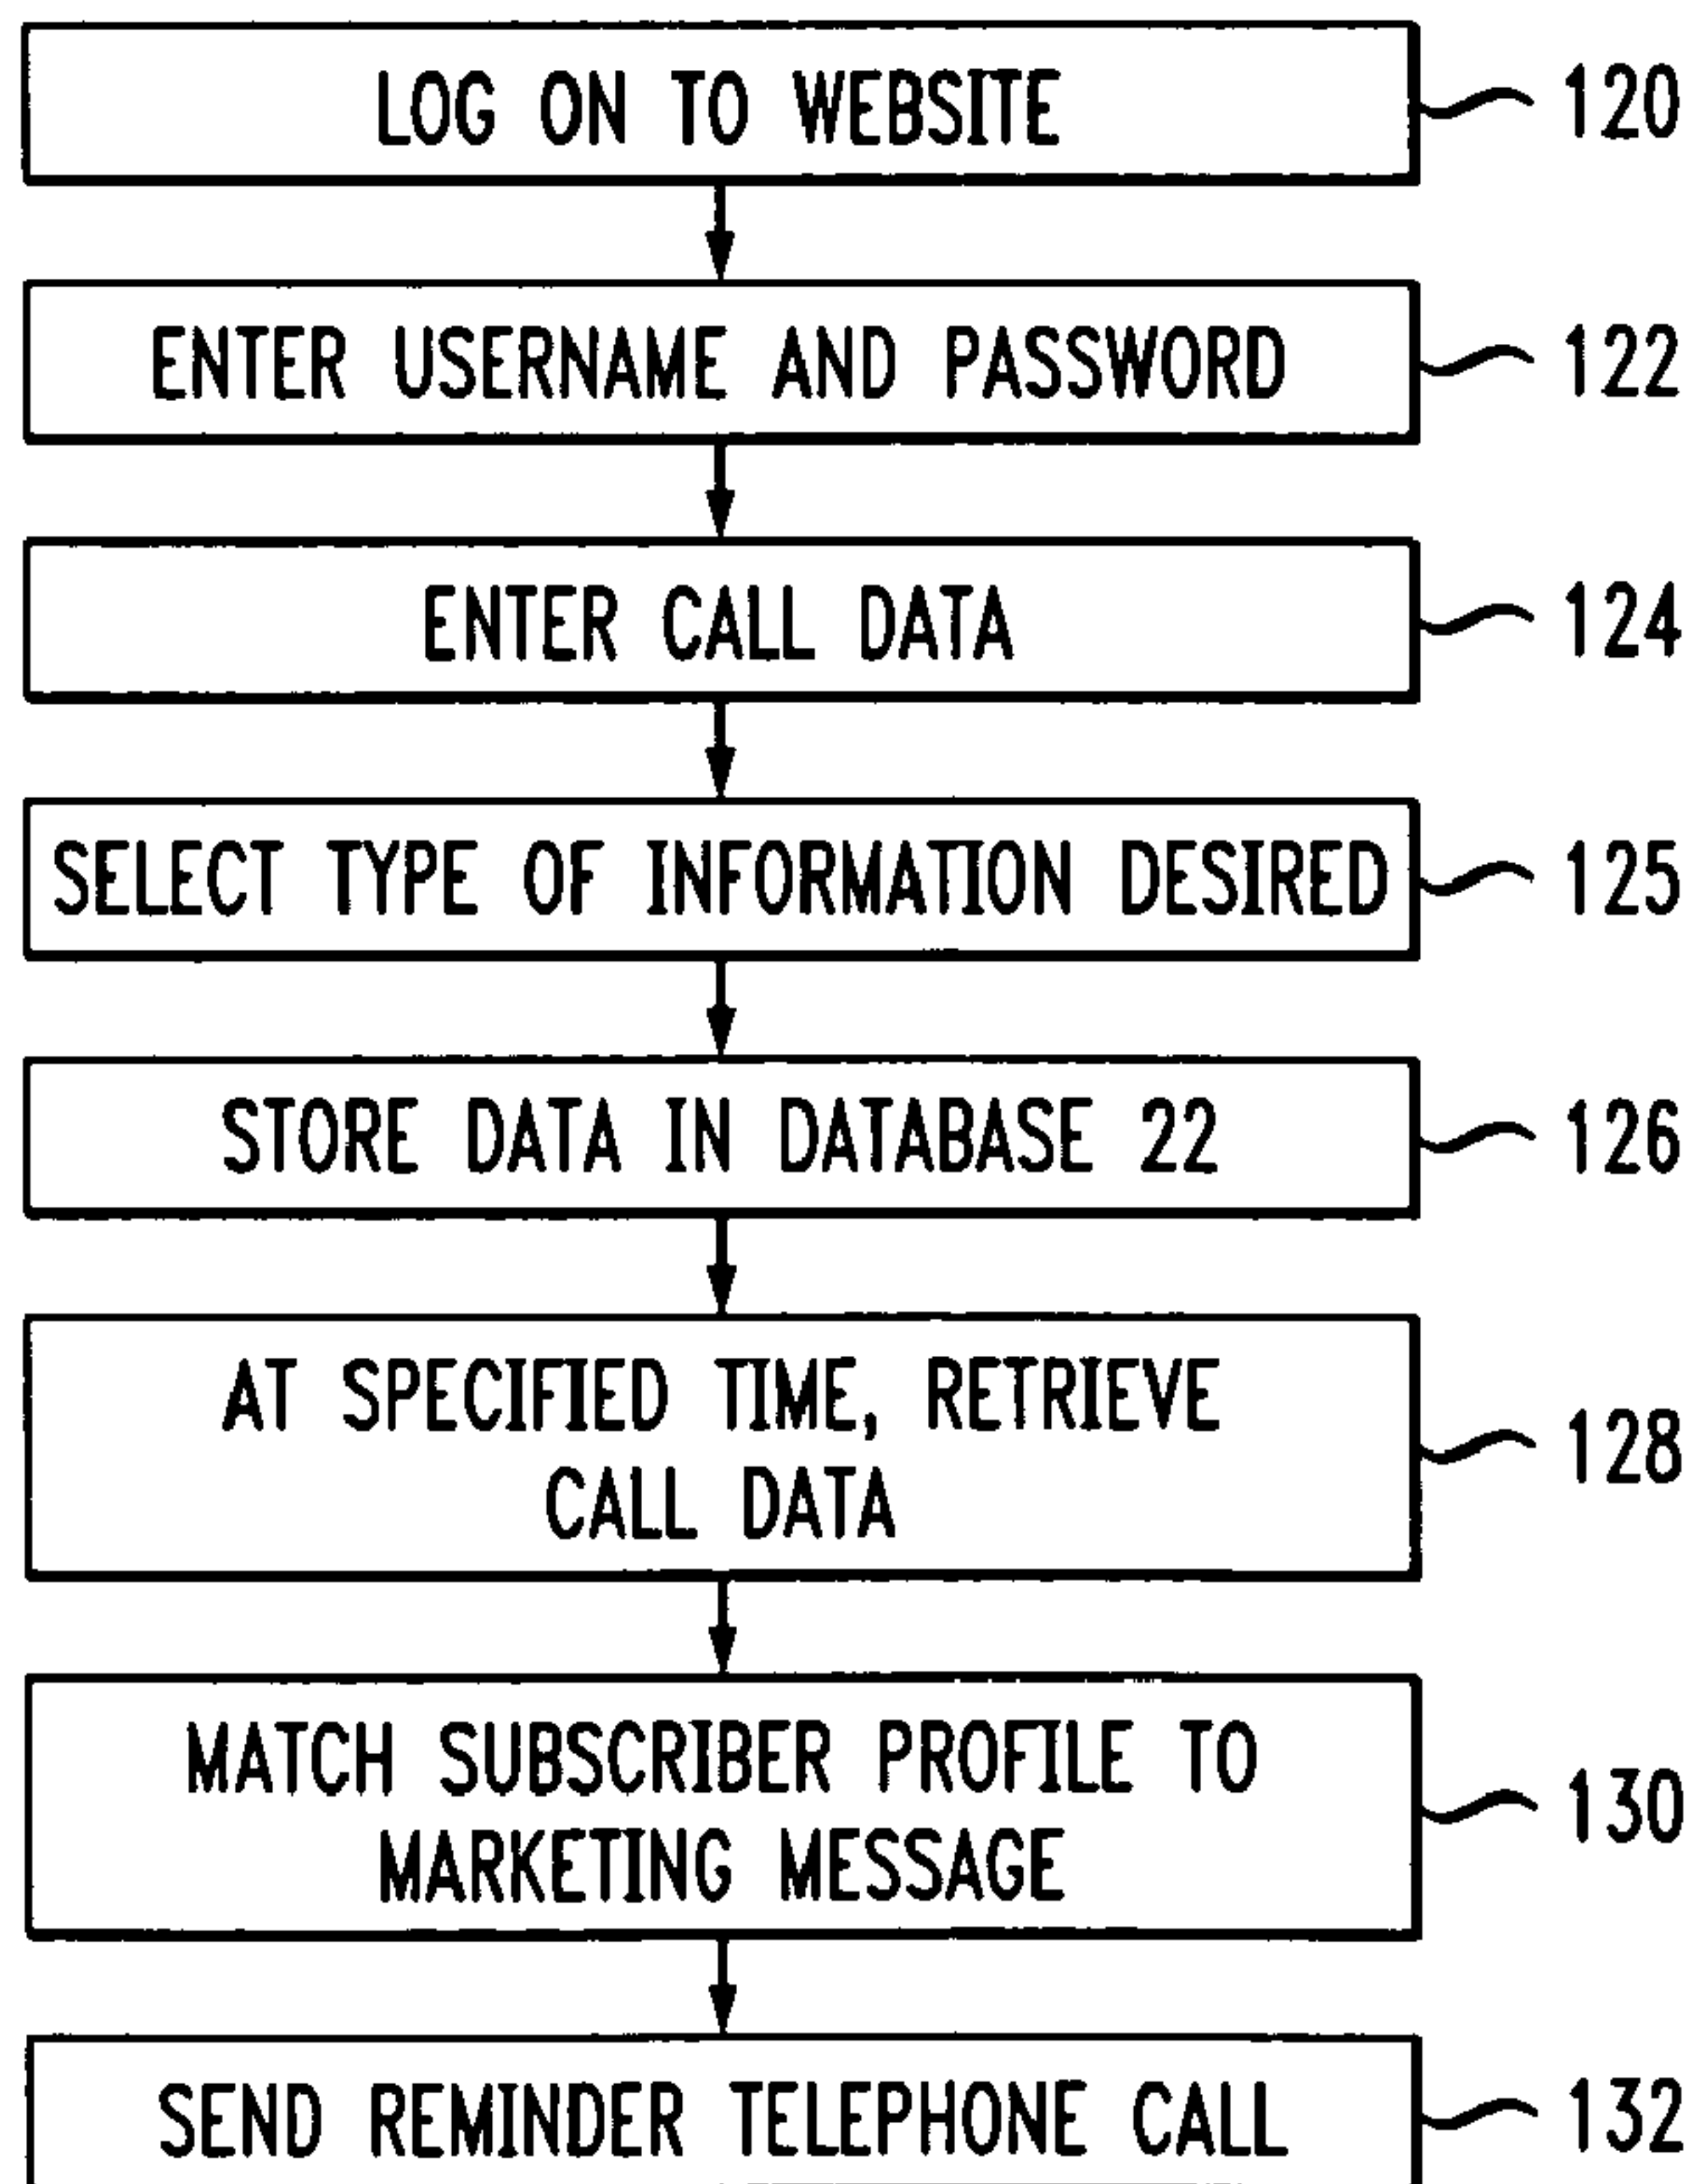 LOG ON TO WEBSITE
120
ENTER USERNAME AND PASSWORD
122
ENTER CALL DATA
124
SELECT TYPE OF INFORMATION DESIRED
125
STORE DATA IN DATABASE 22
126
AT SPECIFIED TIME, RETRIEVE
CALL DATA
128
MATCH SUBSCRIBER PROFILE TO
MARKETING MESSAGE
130
SEND REMINDER TELEPHONE CALL
132